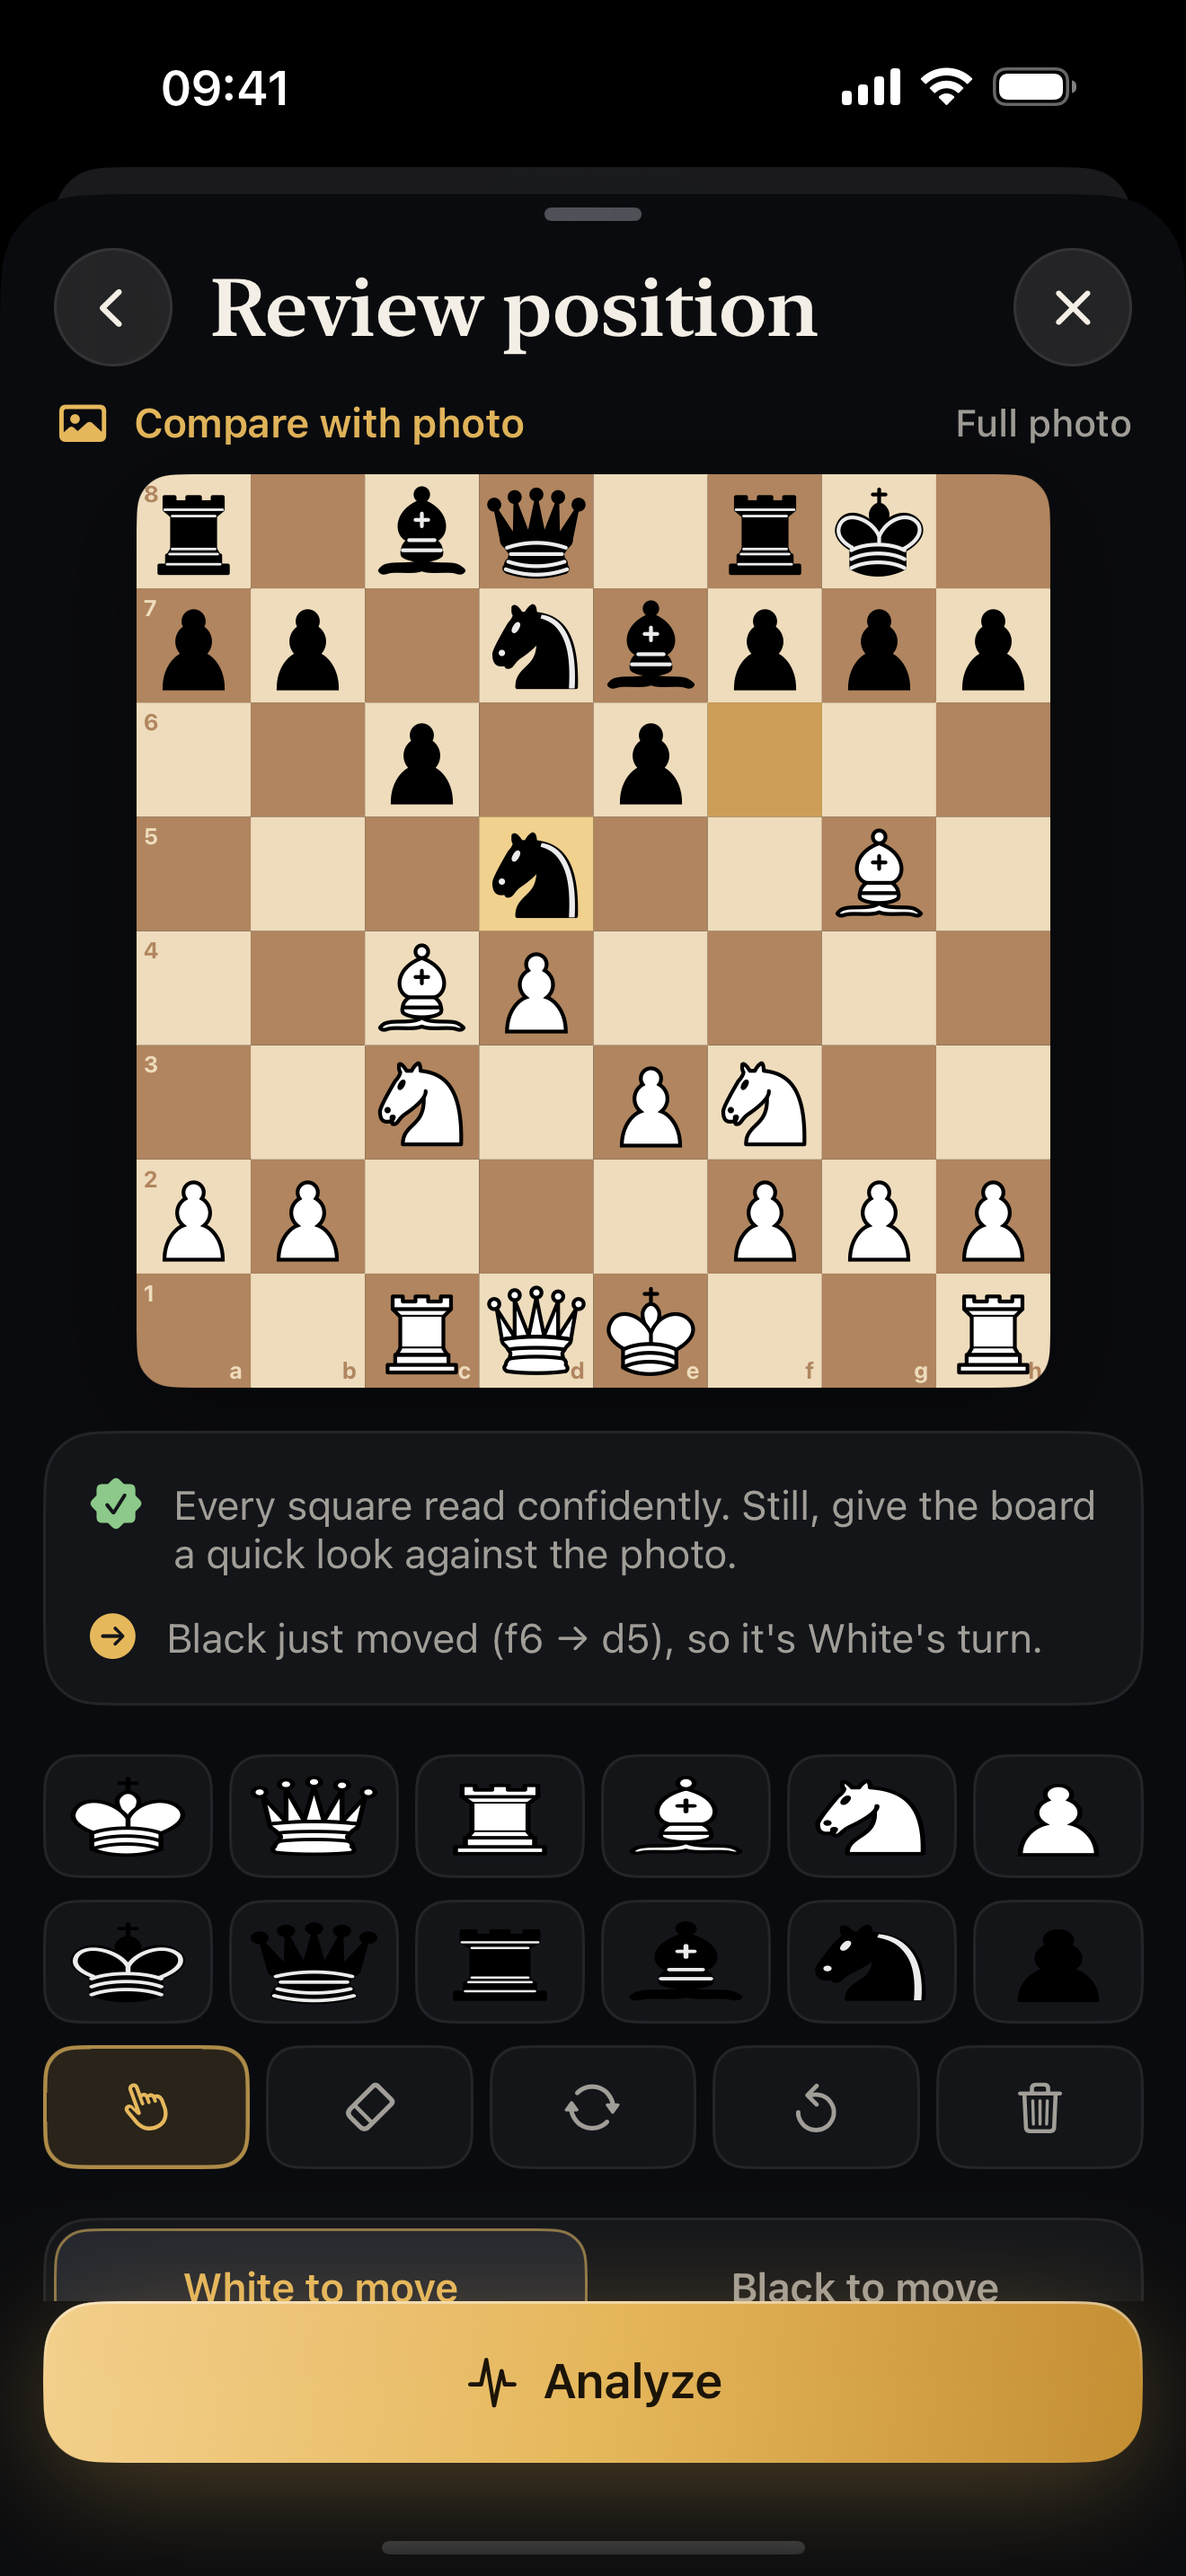 09:41
Review position
Compare with photo
Full photo
8
7
6
5
4
3
2
1
a b c d e f g h
Every square read confidently. Still, give the board
a quick look against the photo.
Black just moved (f6 → d5), so it's White's turn.
White to move
Black to move
Analyze